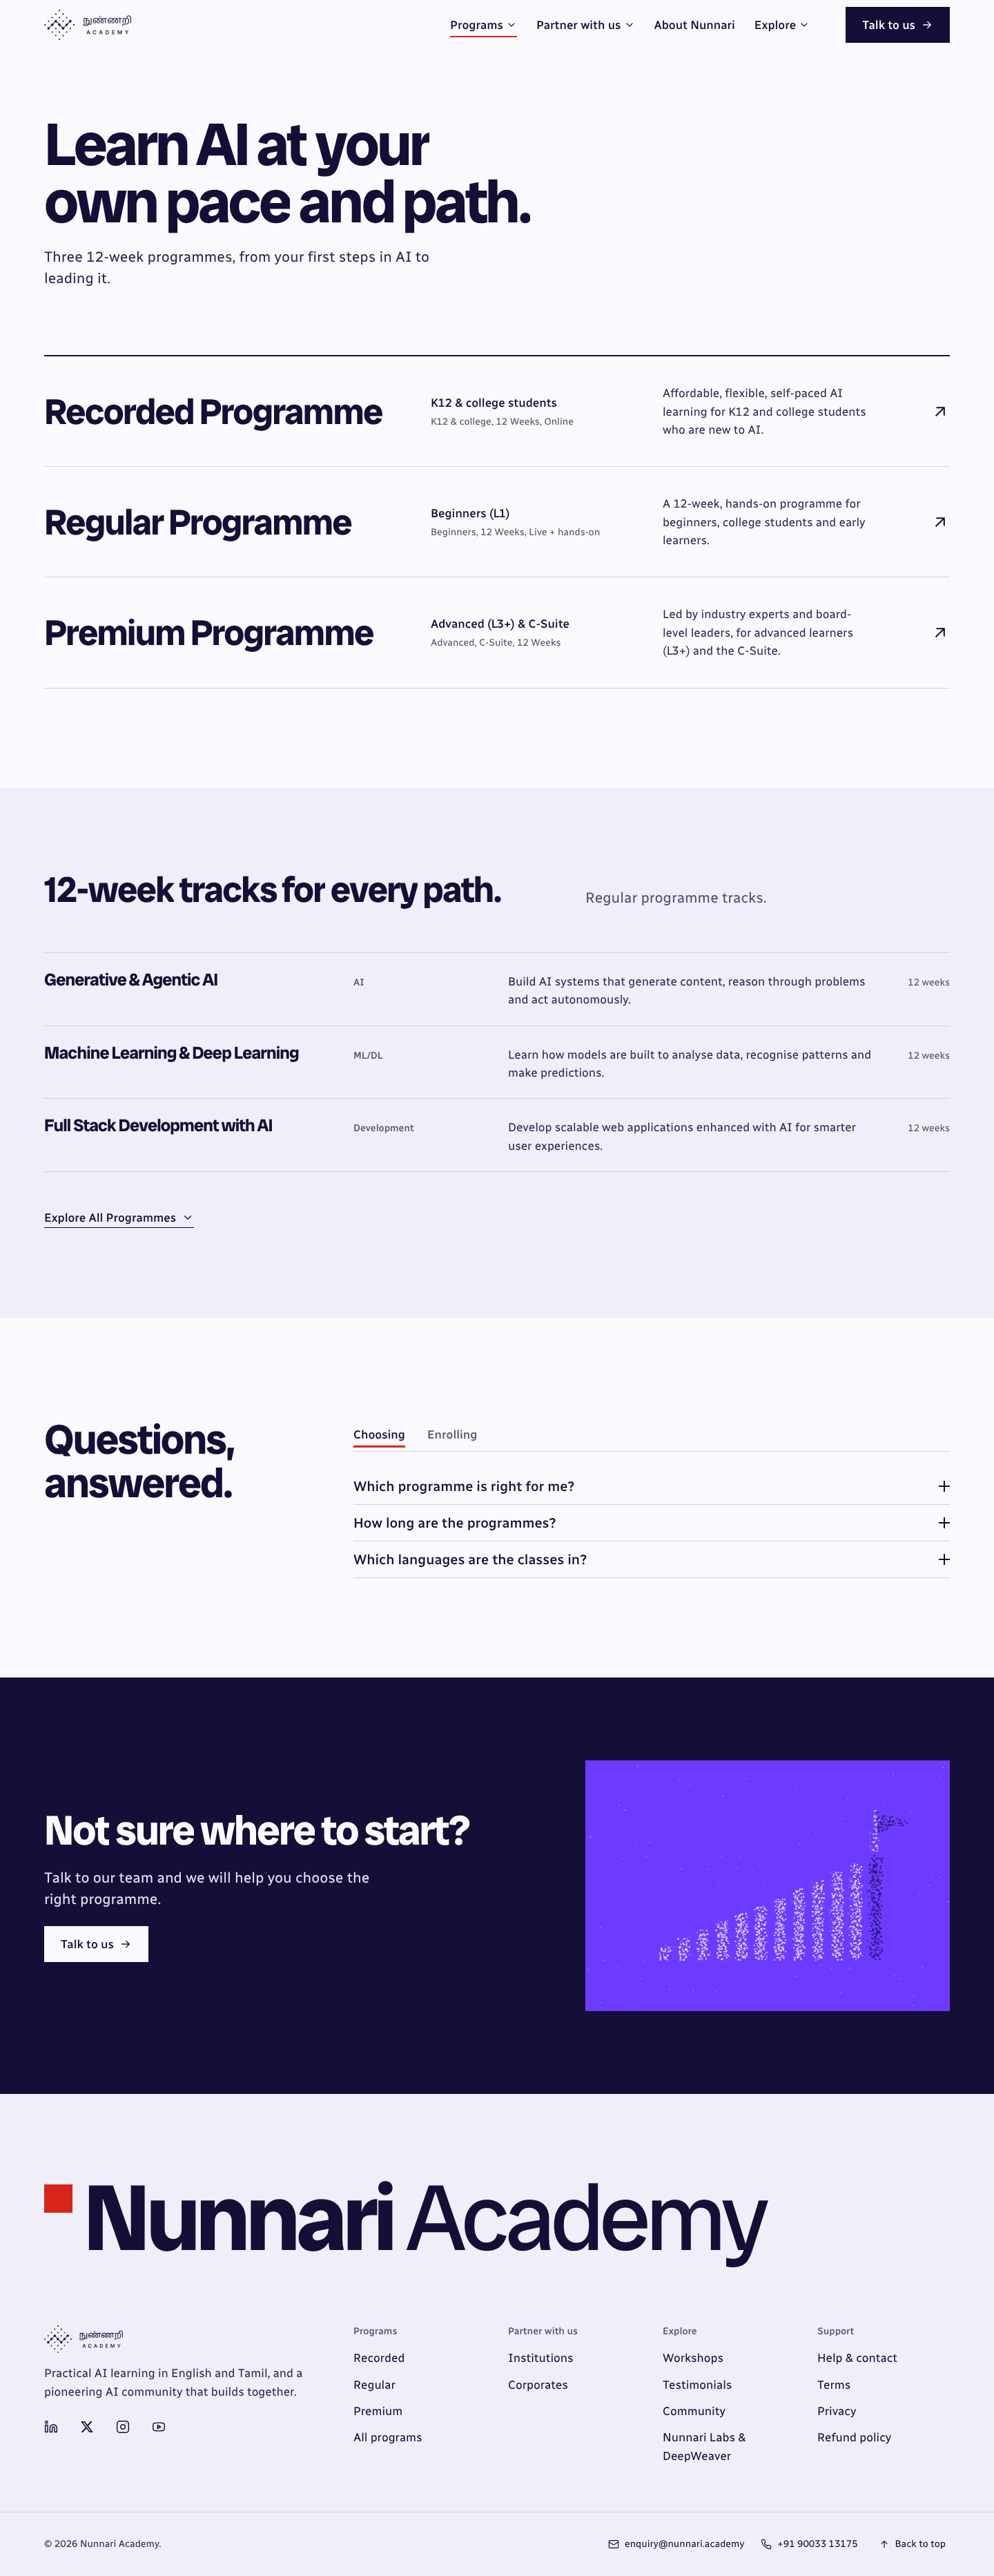 நுண்ணறி
ACADEMY
Programs
Partner with us
About Nunnari
Explore
Talk to us
Learn AI at your
own pace and path.
Three 12-week programmes, from your first steps in AI to
leading it.
Recorded Programme
K12 & college students
K12 & college, 12 Weeks, Online
Affordable, flexible, self-paced AI
learning for K12 and college students
who are new to AI.
Regular Programme
Beginners (L1)
Beginners, 12 Weeks, Live + hands-on
A 12-week, hands-on programme for
beginners, college students and early
learners.
Premium Programme
Advanced (L3+) & C-Suite
Advanced, C-Suite, 12 Weeks
Led by industry experts and board-
level leaders, for advanced learners
(L3+) and the C-Suite.
12-week tracks for every path.
Regular programme tracks.
Generative & Agentic AI
AI
Build AI systems that generate content, reason through problems
and act autonomously.
12 weeks
Machine Learning & Deep Learning
ML/DL
Learn how models are built to analyse data, recognise patterns and
make predictions.
12 weeks
Full Stack Development with AI
Development
Develop scalable web applications enhanced with AI for smarter
user experiences.
12 weeks
Explore All Programmes
Questions,
answered.
Choosing
Enrolling
Which programme is right for me?
How long are the programmes?
Which languages are the classes in?
Not sure where to start?
Talk to our team and we will help you choose the
right programme.
Talk to us
Nunnari Academy
நுண்ணறி
ACADEMY
Practical AI learning in English and Tamil, and a
pioneering AI community that builds together.
Programs
Recorded
Regular
Premium
All programs
Partner with us
Institutions
Corporates
Explore
Workshops
Testimonials
Community
Nunnari Labs &
DeepWeaver
Support
Help & contact
Terms
Privacy
Refund policy
© 2026 Nunnari Academy.
enquiry@nunnari.academy
+91 90033 13175
Back to top